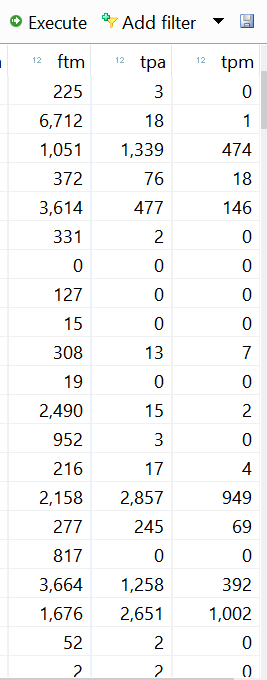 Execute Add filter
12 ftm 12 tpa 12 tpm
225 3 0
6,712 18 1
1,051 1,339 474
372 76 18
3,614 477 146
331 2 0
0 0 0
127 0 0
15 0 0
308 13 7
19 0 0
2,490 15 2
952 3 0
216 17 4
2,158 2,857 949
277 245 69
817 0 0
3,664 1,258 392
1,676 2,651 1,002
52 2 0
2 2 0